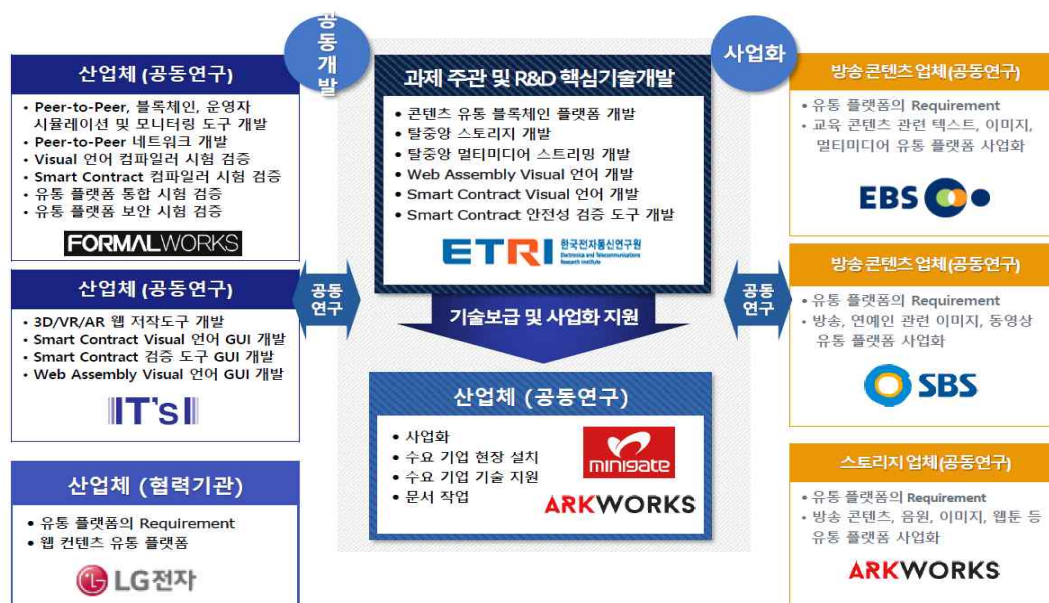 공동개발
사업화
산업체 (공동연구)
• Peer-to-Peer, 블록체인, 운영자
시뮬레이션 및 모니터링 도구 개발
• Peer-to-Peer 네트워크 개발
• Visual 언어 컴파일러 시험 검증
• Smart Contract 컴파일러 시험 검증
• 유통 플랫폼 통합 시험 검증
• 유통 플랫폼 보안 시험 검증
FORMALWORKS
산업체 (공동연구)
• 3D/VR/AR 웹 저작도구 개발
• Smart Contract Visual 언어 GUI 개발
• Smart Contract 검증 도구 GUI 개발
• Web Assembly Visual 언어 GUI 개발
IT'sI
산업체 (협력기관)
• 유통 플랫폼의 Requirement
• 웹 컨텐츠 유통 플랫폼
LG전자
공동
연구
과제 주관 및 R&D 핵심기술개발
• 콘텐츠 유통 블록체인 플랫폼 개발
• 탈중앙 스토리지 개발
• 탈중앙 멀티미디어 스트리밍 개발
• Web Assembly Visual 언어 개발
• Smart Contract Visual 언어 개발
• Smart Contract 안전성 검증 도구 개발
ETRI 한국전자통신연구원
Electronics and Telecommunications
Research Institute
기술보급 및 사업화 지원
산업체 (공동연구)
• 사업화
• 수요 기업 현장 설치
• 수요 기업 기술 지원
• 문서 작업
minigate
ARKWORKS
공동
연구
방송 콘텐츠 업체(공동연구)
• 유통 플랫폼의 Requirement
• 교육 콘텐츠 관련 텍스트, 이미지,
멀티미디어 유통 플랫폼 사업화
EBS
방송 콘텐츠 업체(공동연구)
• 유통 플랫폼의 Requirement
• 방송, 연예인 관련 이미지, 동영상
유통 플랫폼 사업화
SBS
스토리지 업체(공동연구)
• 유통 플랫폼의 Requirement
• 방송 콘텐츠, 음원, 이미지, 웹툰 등
유통 플랫폼 사업화
ARKWORKS